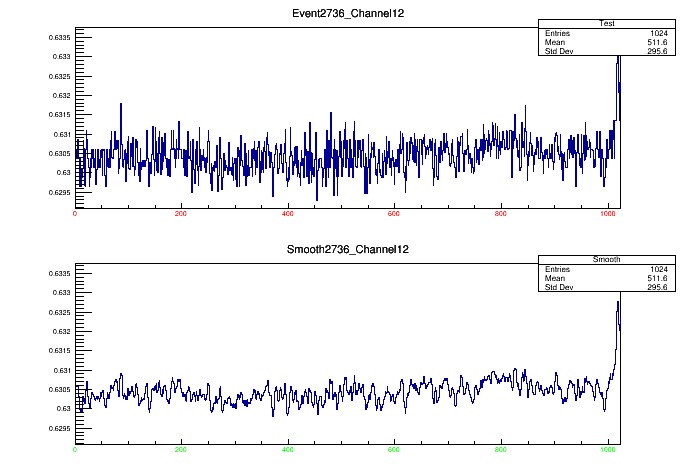 Event2736_Channel12
Test
Entries 1024
Mean 511.6
Std Dev 295.6
0.6335
0.633
0.6325
0.632
0.6315
0.631
0.6305
0.63
0.6295
0 200 400 600 800 1000
Smooth2736_Channel12
Smooth
Entries 1024
Mean 511.6
Std Dev 295.6
0.6335
0.633
0.6325
0.632
0.6315
0.631
0.6305
0.63
0.6295
0 200 400 600 800 1000